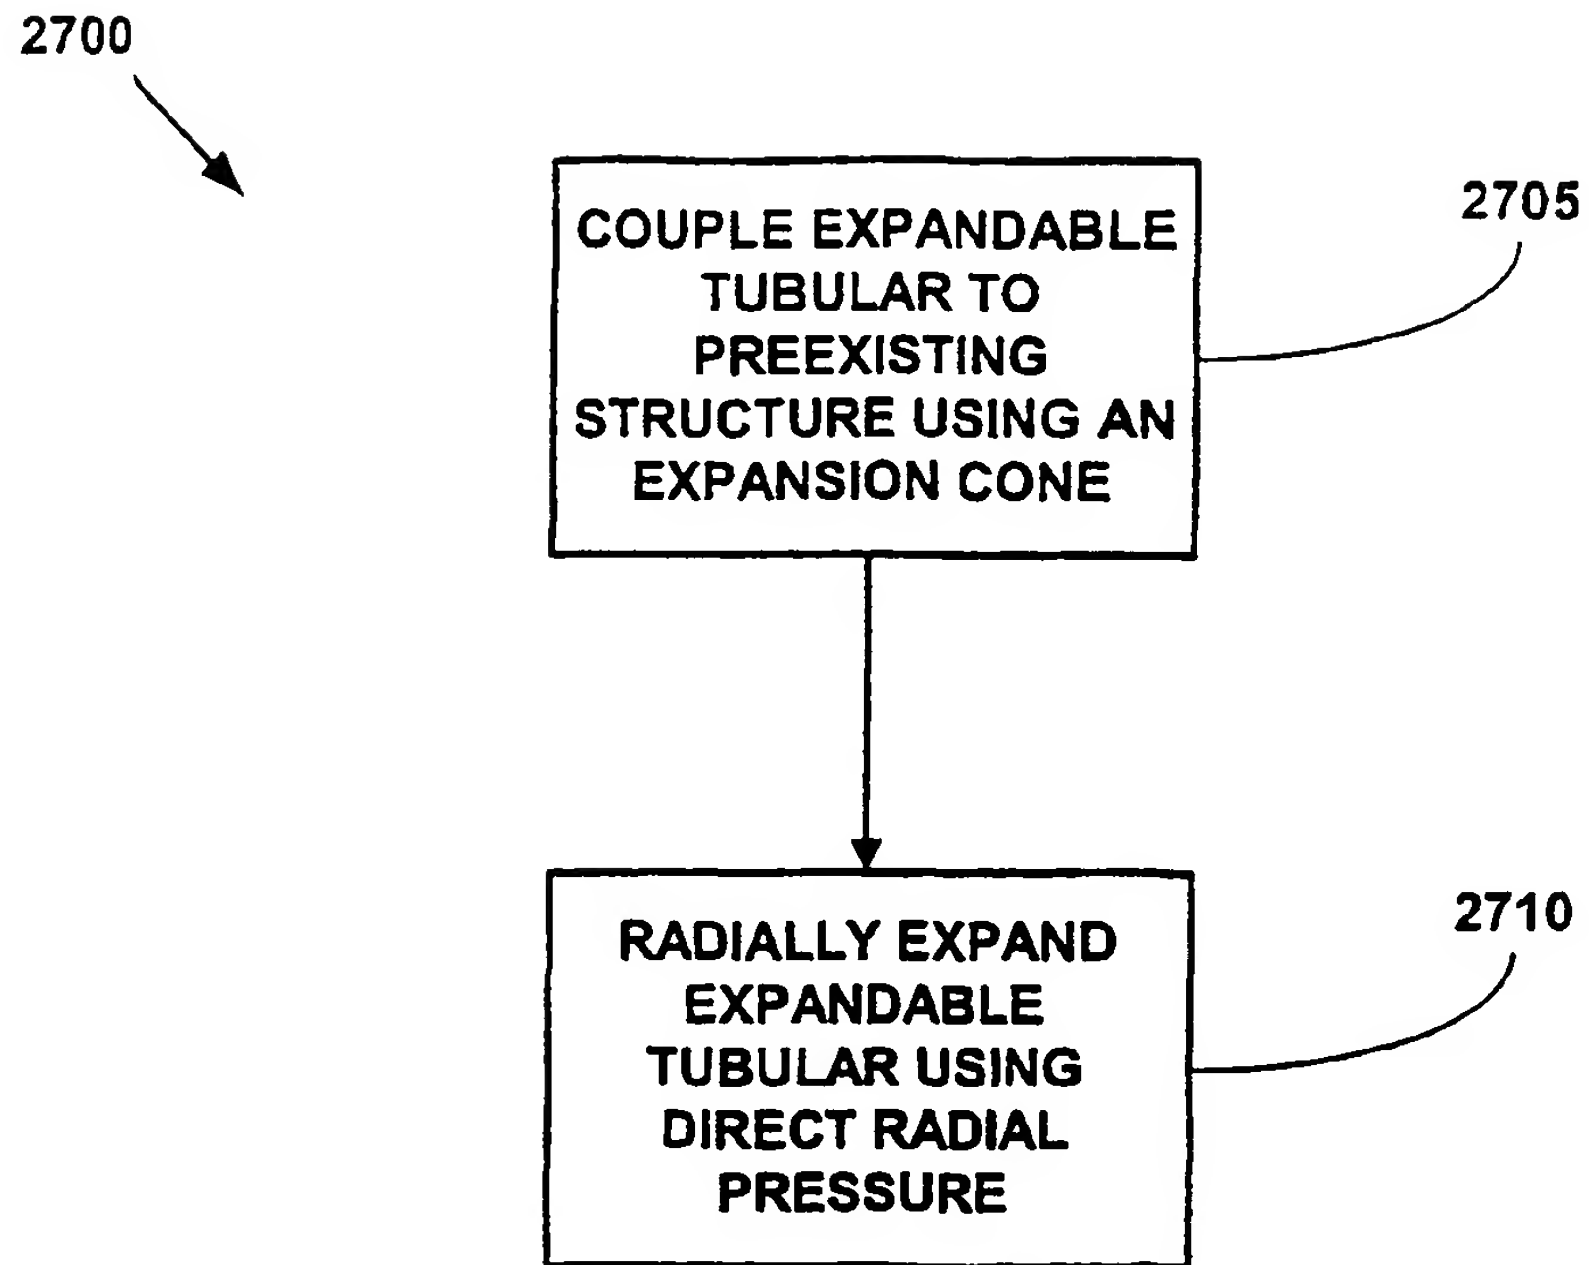 2700
COUPLE EXPANDABLE
TUBULAR TO
PREEXISTING
STRUCTURE USING AN
EXPANSION CONE
2705
RADIALLY EXPAND
EXPANDABLE
TUBULAR USING
DIRECT RADIAL
PRESSURE
2710